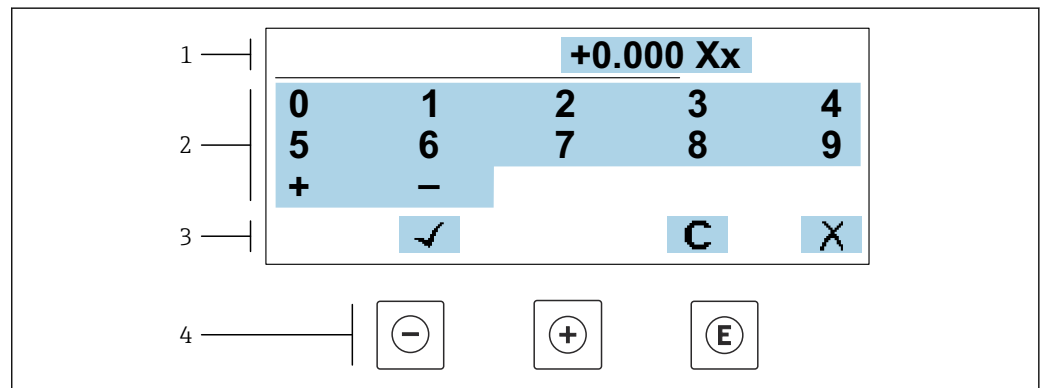 1 +0.000 Xx
0 1 2 3 4
2 5 6 7 8 9
+ −
3 ✓ C X
4 − + E